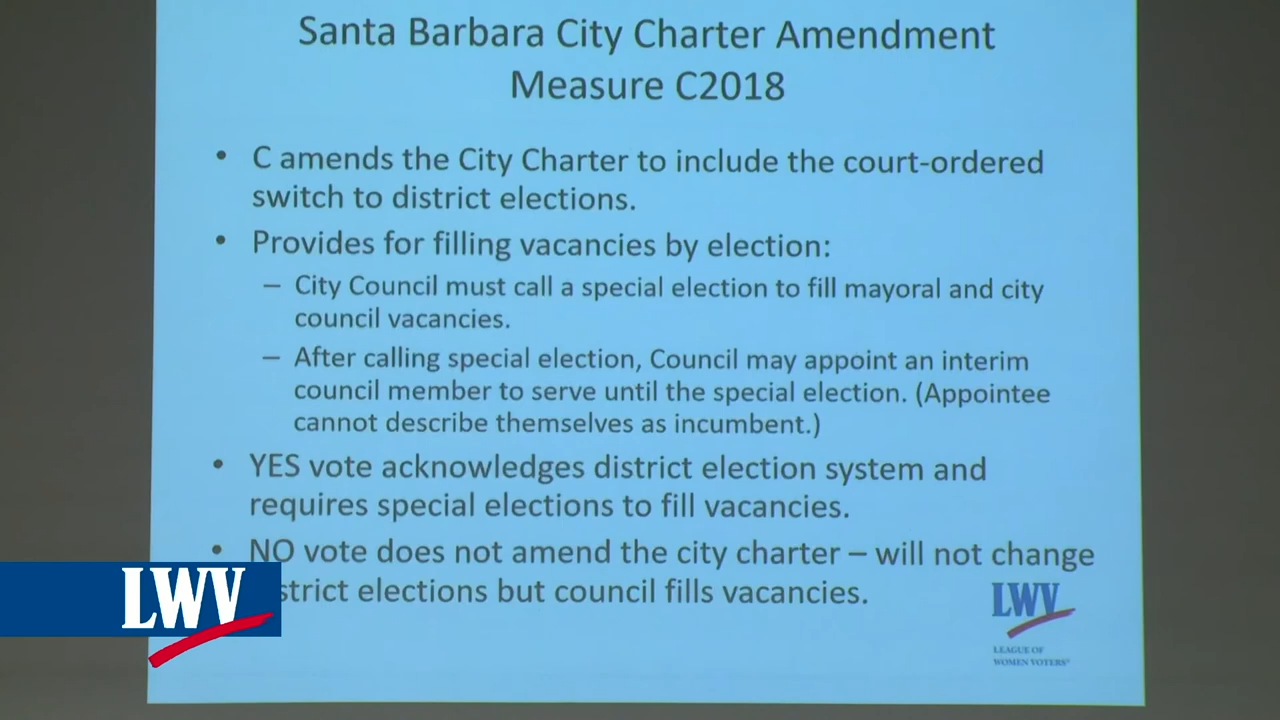 Santa Barbara City Charter Amendment
Measure C2018
• C amends the City Charter to include the court-ordered
switch to district elections.
• Provides for filling vacancies by election:
– City Council must call a special election to fill mayoral and city
council vacancies.
– After calling special election, Council may appoint an interim
council member to serve until the special election. (Appointee
cannot describe themselves as incumbent.)
• YES vote acknowledges district election system and
requires special elections to fill vacancies.
• NO vote does not amend the city charter – will not change
strict elections but council fills vacancies.
LWV
LWV
LEAGUE OF
WOMEN VOTERS®